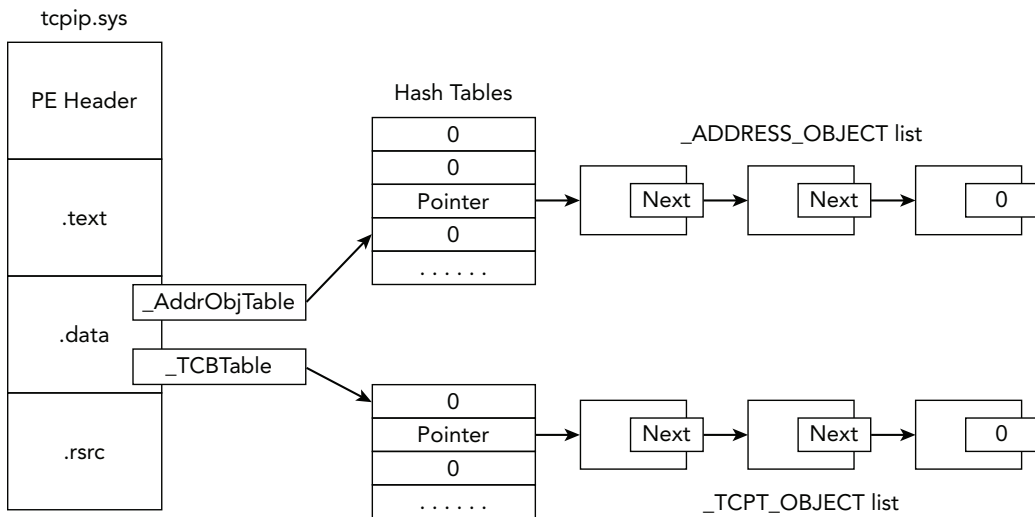 tcpip.sys
PE Header
.text
.data
.rsrc
_AddrObjTable
_TCBTable
Hash Tables
0
0
Pointer
0
. . . . . .
_ADDRESS_OBJECT list
Next
Next
0
0
Pointer
0
. . . . . .
Next
Next
0
_TCPT_OBJECT list